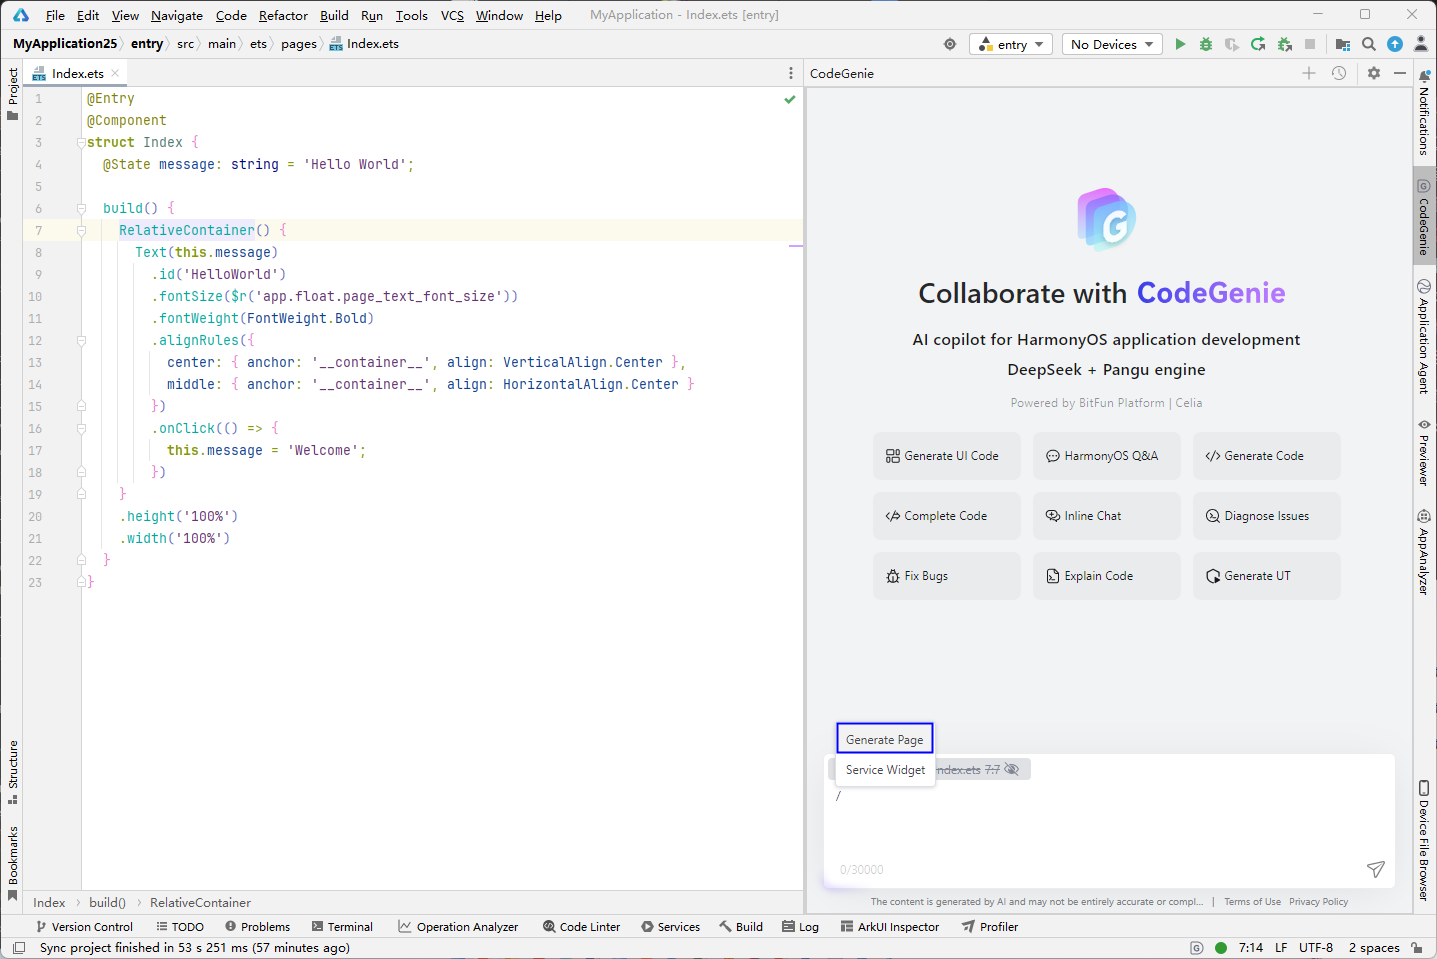 File Edit View Navigate Code Refactor Build Run Tools VCS Window Help MyApplication - Index.ets [entry]
MyApplication25 entry src main ets pages Index.ets entry No Devices
Project
Index.ets
CodeGenie
1 @Entry
2 @Component
3 struct Index {
4 @State message: string = 'Hello World';
5
6 build() {
7 RelativeContainer() {
8 Text(this.message)
9 .id('HelloWorld')
10 .fontSize($r('app.float.page_text_font_size'))
11 .fontWeight(FontWeight.Bold)
12 .alignRules({
13 center: { anchor: '__container__', align: VerticalAlign.Center },
14 middle: { anchor: '__container__', align: HorizontalAlign.Center }
15 })
16 .onClick(() => {
17 this.message = 'Welcome';
18 })
19 }
20 .height('100%')
21 .width('100%')
22 }
23 }
G
Collaborate with CodeGenie
AI copilot for HarmonyOS application development
DeepSeek + Pangu engine
Powered by BitFun Platform | Celia
Generate UI Code HarmonyOS Q&A Generate Code
Complete Code Inline Chat Diagnose Issues
Fix Bugs Explain Code Generate UT
Generate Page
Service Widget ndex.ets 7:7
/
0/30000
The content is generated by AI and may not be entirely accurate or compl... | Terms of Use Privacy Policy
Notifications
CodeGenie
Application Agent
Previewer
AppAnalyzer
Device File Browser
Structure
Bookmarks
Index build() RelativeContainer
Version Control TODO Problems Terminal Operation Analyzer Code Linter Services Build Log ArkUI Inspector Profiler
Sync project finished in 53 s 251 ms (57 minutes ago) 7:14 LF UTF-8 2 spaces